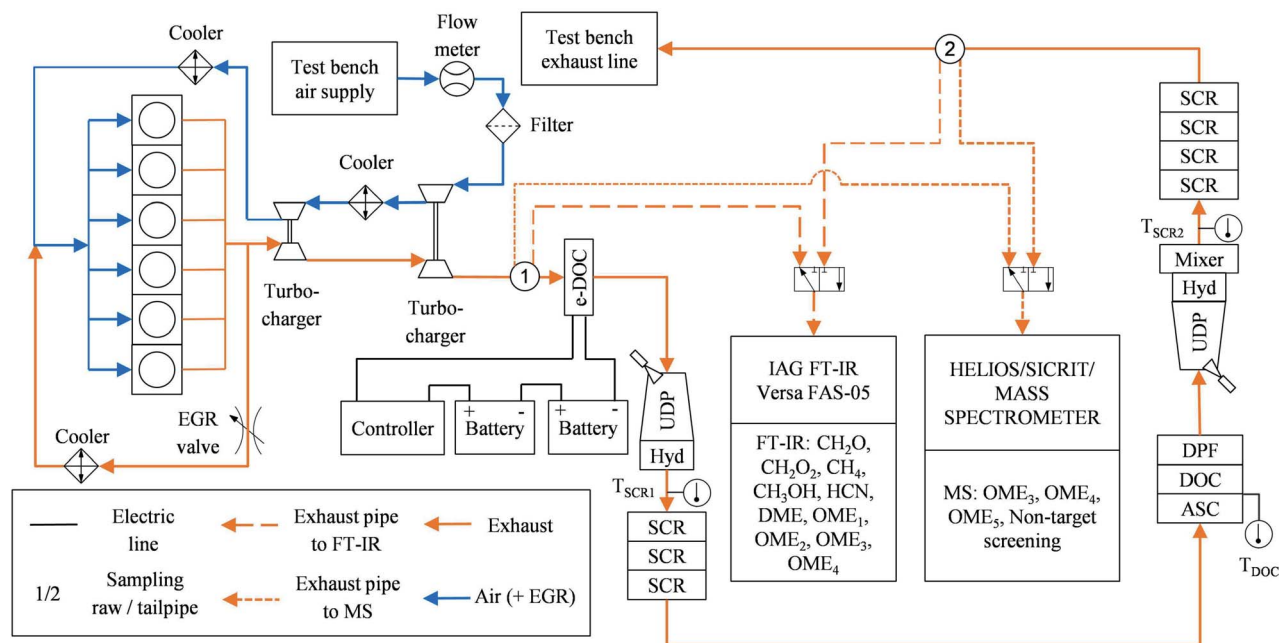 Cooler
Test bench
air supply
Flow
meter
Filter
Cooler
Turbo-
charger
Turbo-
charger
EGR
valve
Cooler
Test bench
exhaust line
1
2
e-DOC
Controller
+ -
Battery
+ -
Battery
UDP
Hyd
T_SCR1
SCR
SCR
SCR
IAG FT-IR
Versa FAS-05
FT-IR: CH₂O,
CH₂O₂, CH₄,
CH₃OH, HCN,
DME, OME₁,
OME₂, OME₃,
OME₄
HELIOS/SICRIT/
MASS
SPECTROMETER
MS: OME₃, OME₄,
OME₅, Non-target
screening
SCR
SCR
SCR
SCR
T_SCR2
Mixer
Hyd
UDP
DPF
DOC
ASC
T_DOC
Electric
line
Exhaust pipe
to FT-IR
Exhaust
1/2
Sampling
raw / tailpipe
Exhaust pipe
to MS
Air (+ EGR)